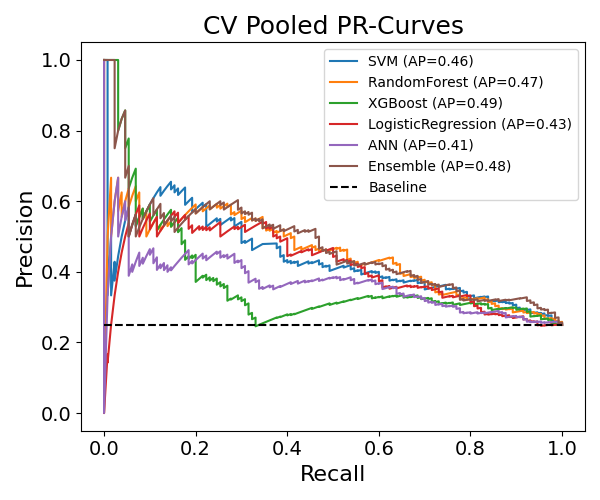 CV Pooled PR-Curves
SVM (AP=0.46)
RandomForest (AP=0.47)
XGBoost (AP=0.49)
LogisticRegression (AP=0.43)
ANN (AP=0.41)
Ensemble (AP=0.48)
Baseline
Precision
1.0
0.8
0.6
0.4
0.2
0.0
0.0 0.2 0.4 0.6 0.8 1.0
Recall